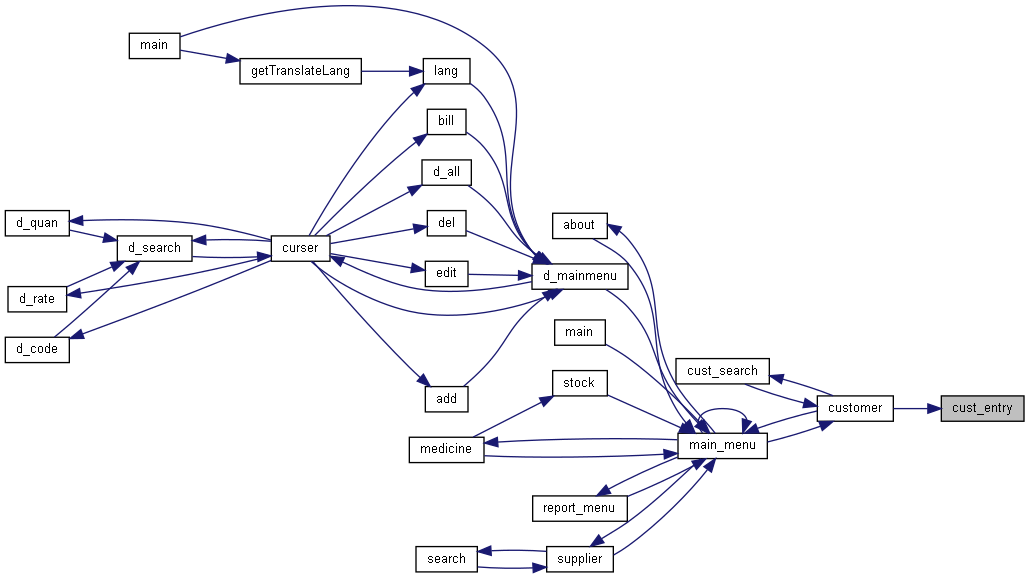 main
getTranslateLang
lang
bill
d_all
d_quan
del
about
d_search
curser
edit
d_mainmenu
d_rate
main
d_code
cust_search
stock
add
customer
cust_entry
medicine
main_menu
report_menu
search
supplier